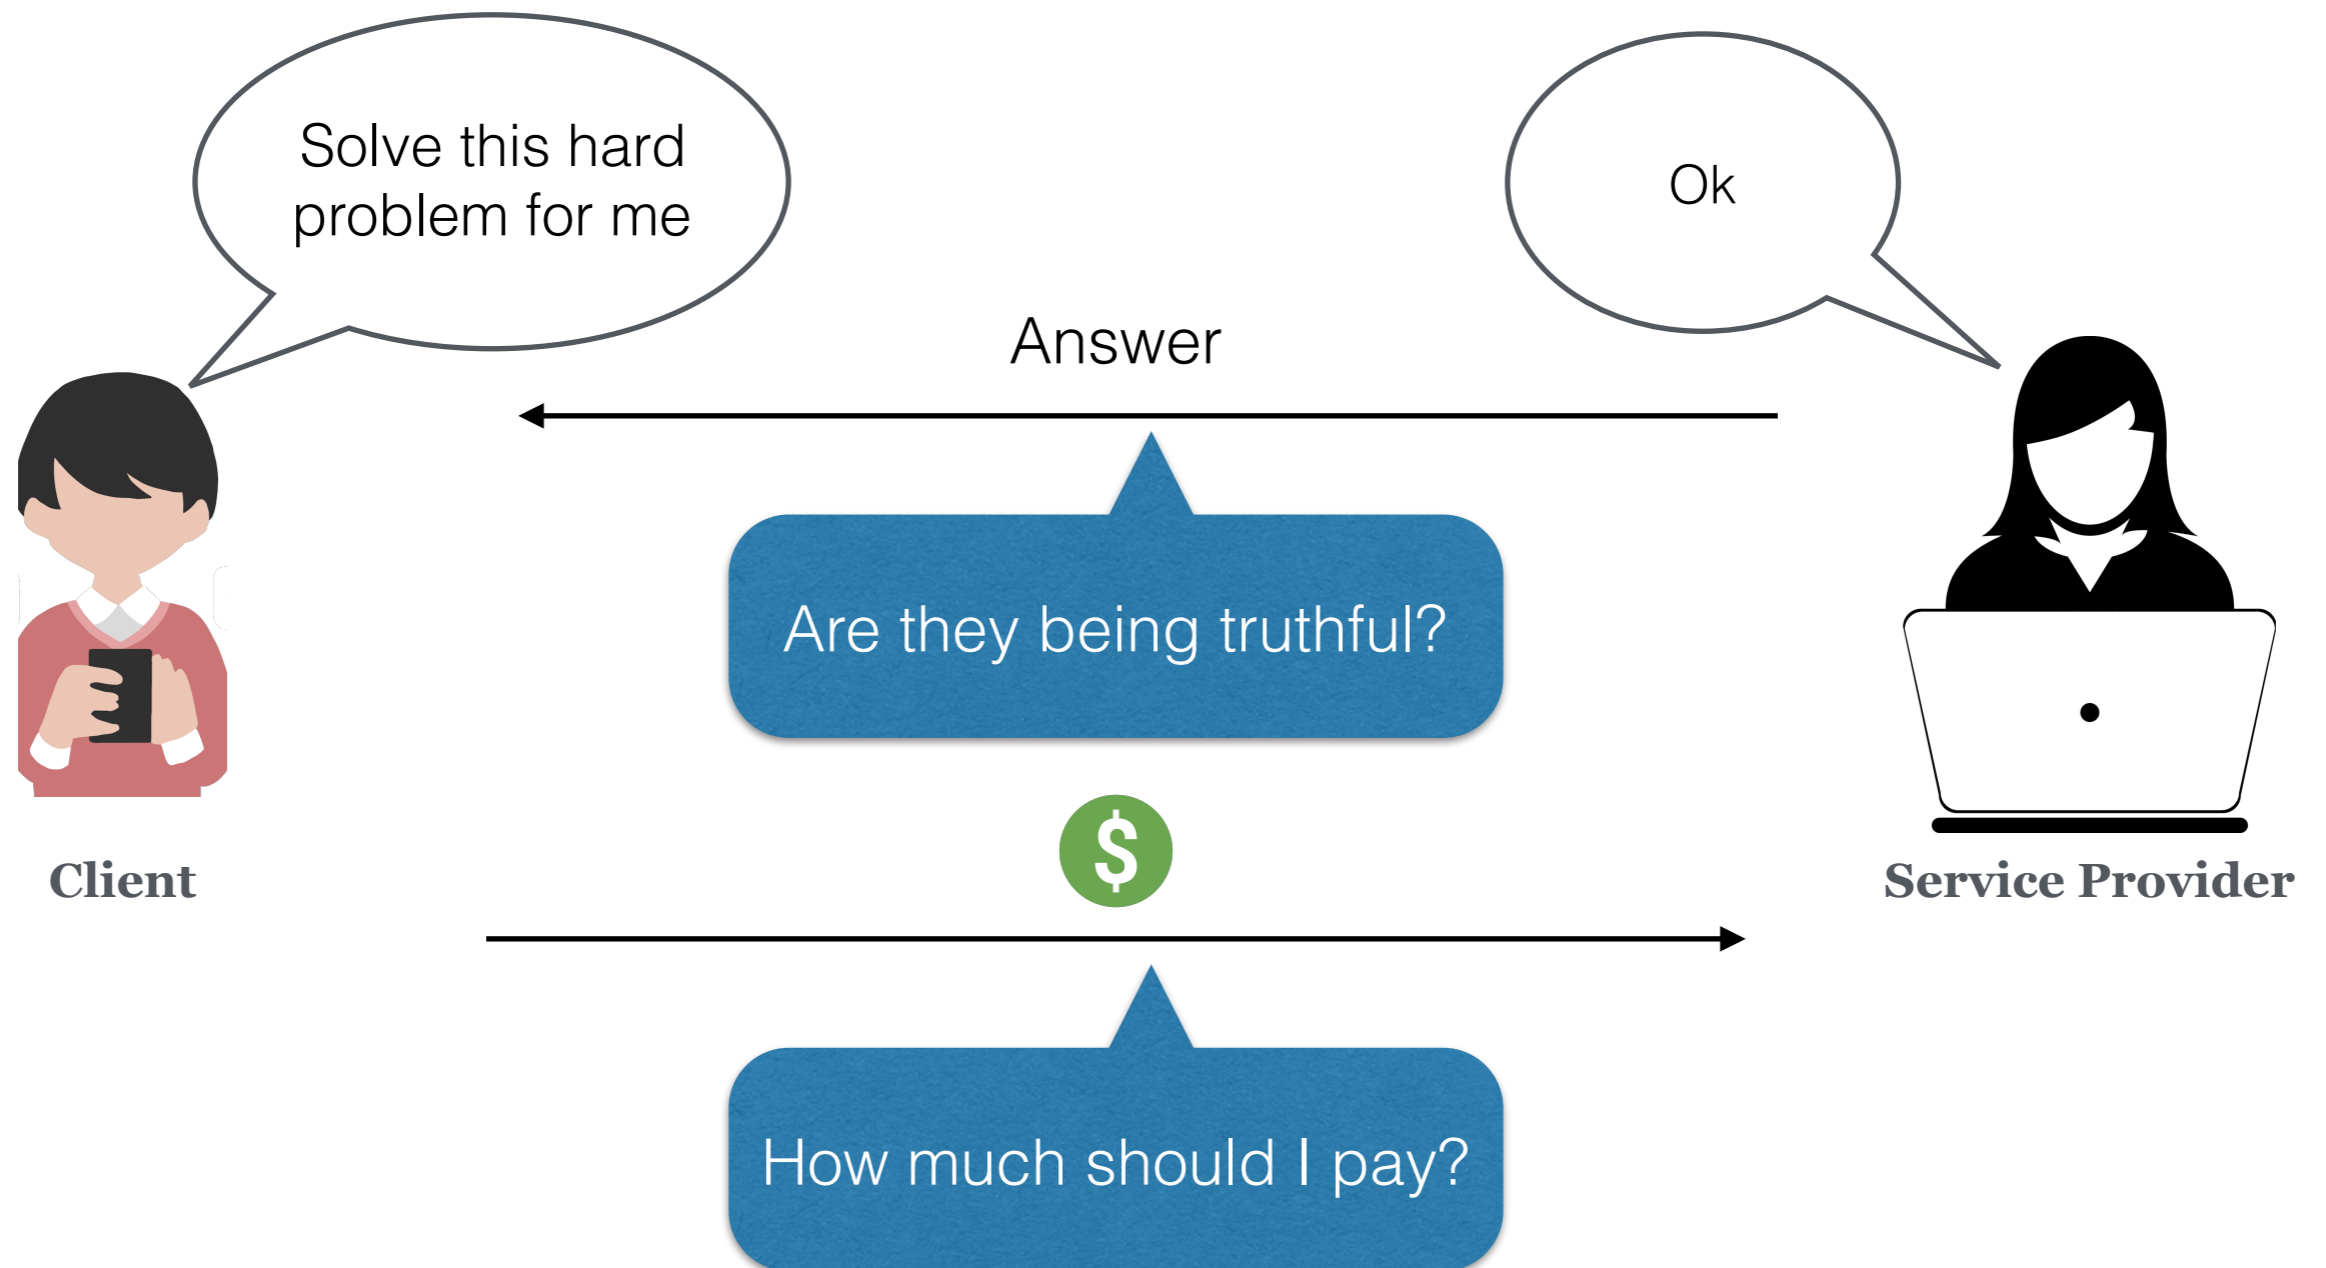 Solve this hard
problem for me
Ok
Answer
Are they being truthful?
$
Client
Service Provider
How much should I pay?